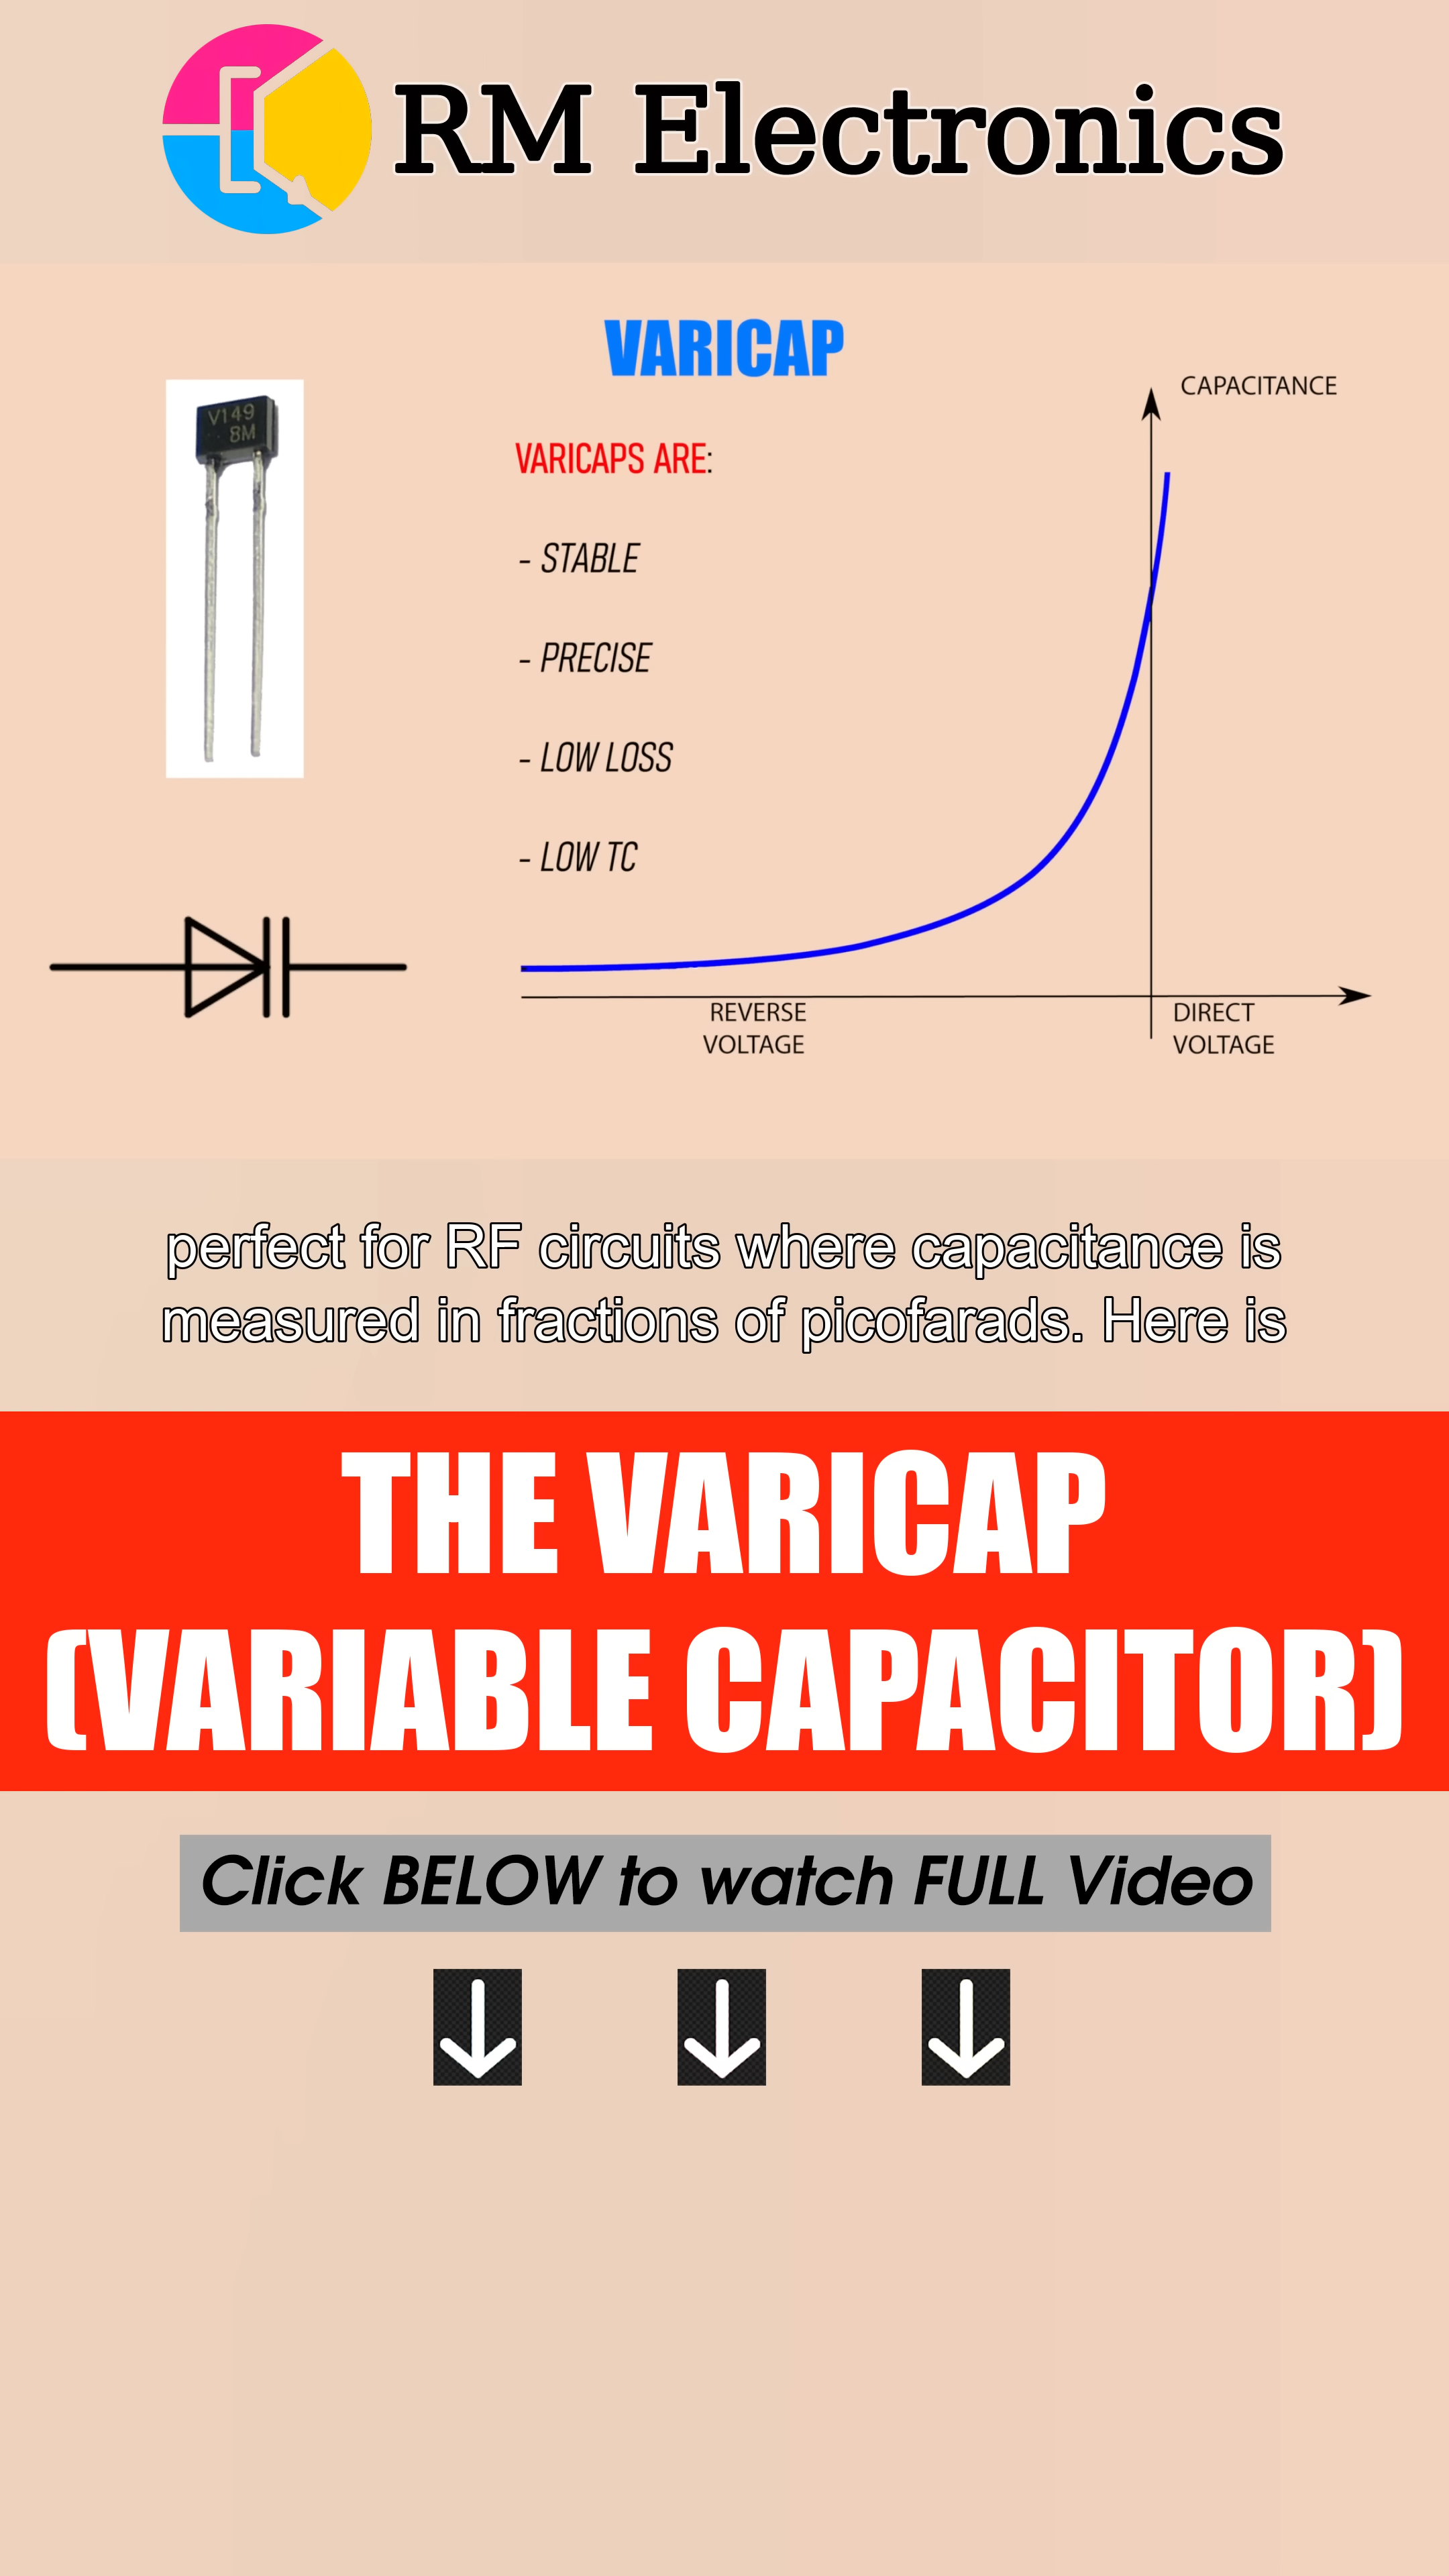 RM Electronics
VARICAP
CAPACITANCE
V149
8M
VARICAPS ARE:
- STABLE
- PRECISE
- LOW LOSS
- LOW TC
REVERSE
VOLTAGE
DIRECT
VOLTAGE
perfect for RF circuits where capacitance is
measured in fractions of picofarads. Here is
THE VARICAP
(VARIABLE CAPACITOR)
Click BELOW to watch FULL Video